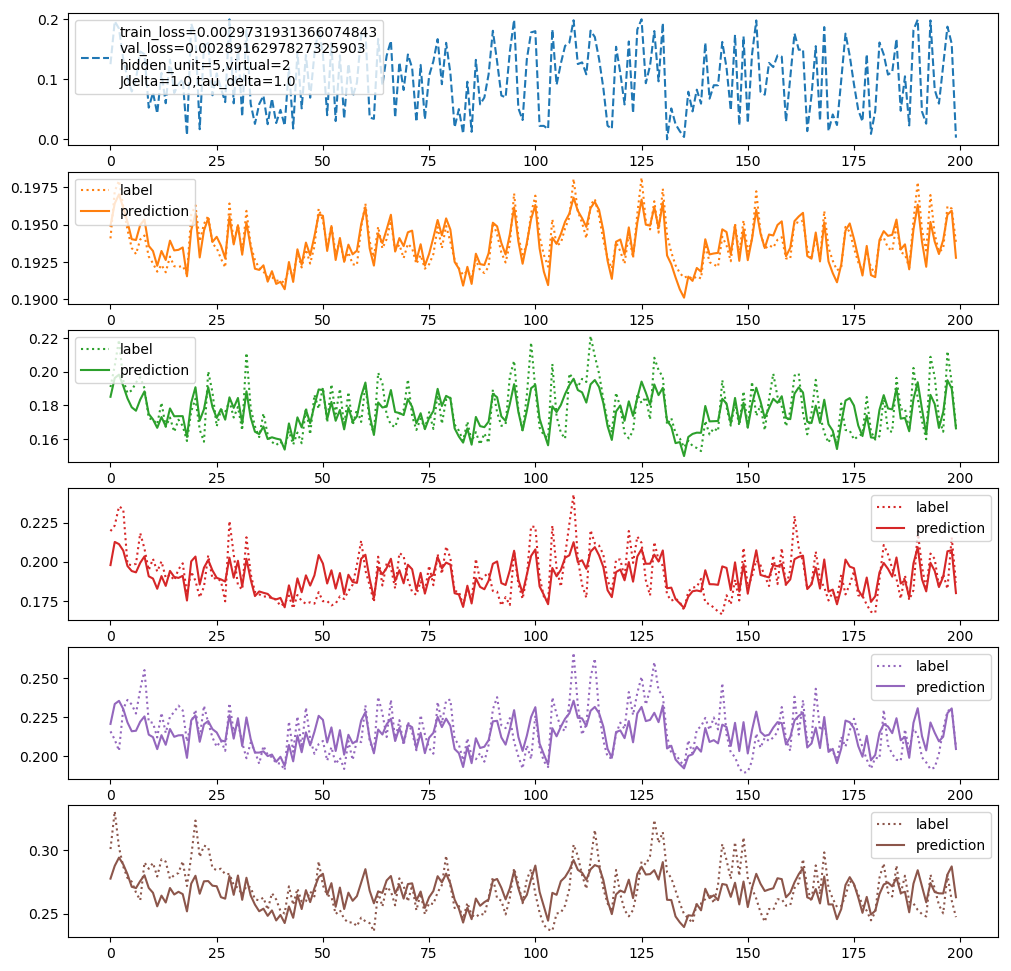 0.2
0.1
0.0
train_loss=0.0029731931366074843
val_loss=0.0028916297827325903
hidden_unit=5,virtual=2
Jdelta=1.0,tau_delta=1.0
0 25 50 75 100 125 150 175 200
0.1975
0.1950
0.1925
0.1900
label
prediction
0 25 50 75 100 125 150 175 200
0.22
0.20
0.18
0.16
label
prediction
0 25 50 75 100 125 150 175 200
0.225
0.200
0.175
label
prediction
0 25 50 75 100 125 150 175 200
0.250
0.225
0.200
label
prediction
0 25 50 75 100 125 150 175 200
0.30
0.25
label
prediction
0 25 50 75 100 125 150 175 200